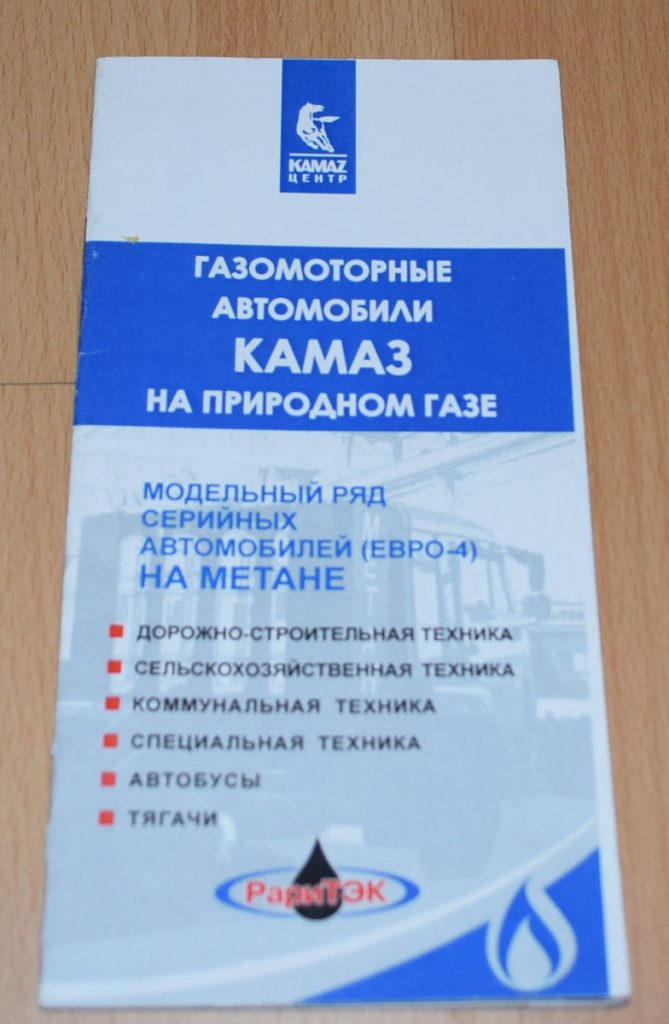 КАМАZ
ЦЕНТР
ГАЗОМОТОРНЫЕ
АВТОМОБИЛИ
КАМАЗ
НА ПРИРОДНОМ ГАЗЕ
МОДЕЛЬНЫЙ РЯД
СЕРИЙНЫХ
АВТОМОБИЛЕЙ (ЕВРО-4)
НА МЕТАНЕ
ДОРОЖНО-СТРОИТЕЛЬНАЯ ТЕХНИКА
СЕЛЬСКОХОЗЯЙСТВЕННАЯ ТЕХНИКА
КОММУНАЛЬНАЯ ТЕХНИКА
СПЕЦИАЛЬНАЯ ТЕХНИКА
АВТОБУСЫ
ТЯГАЧИ
РариТЭК